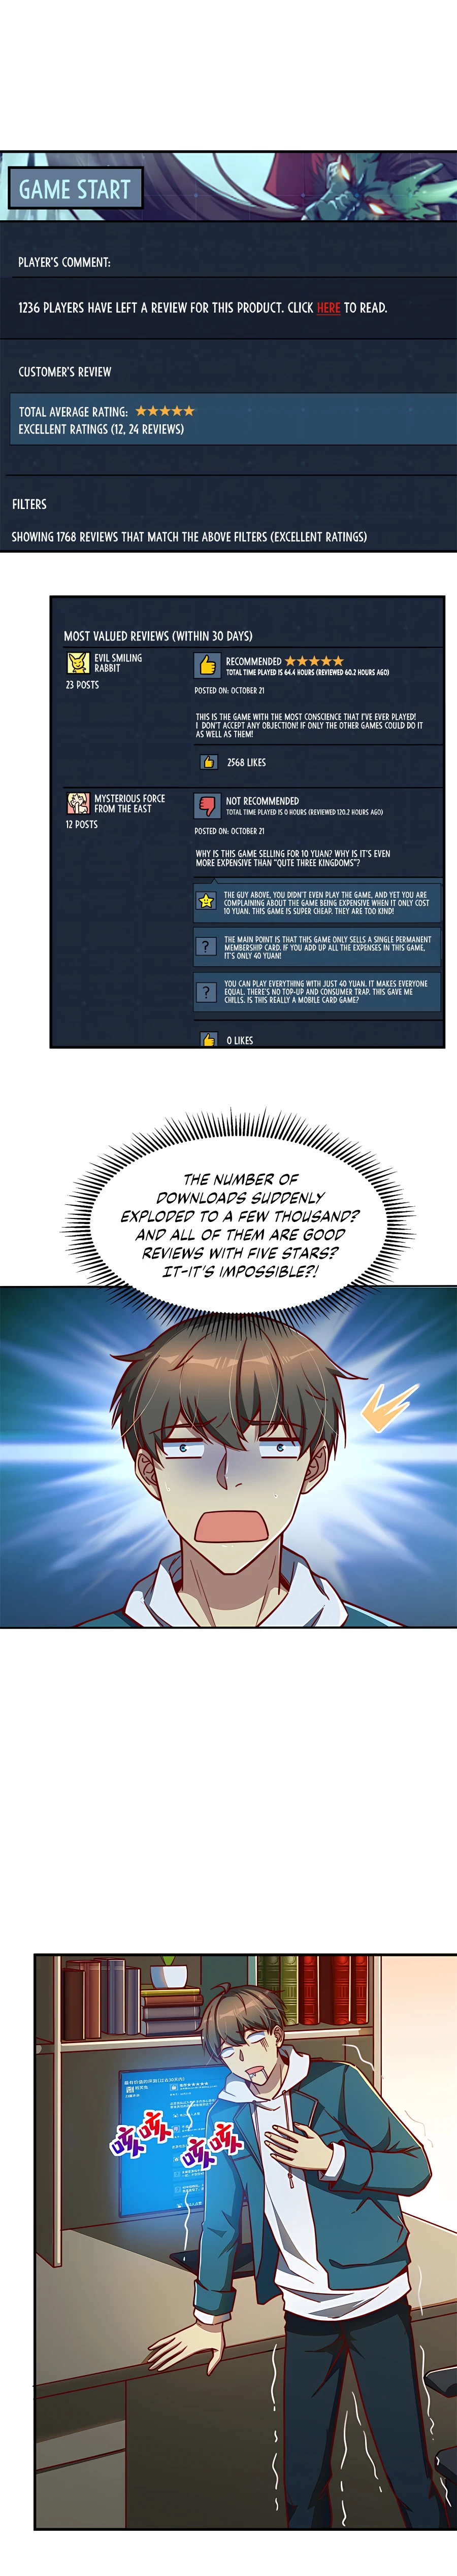 GAME START
PLAYER'S COMMENT:
1236 PLAYERS HAVE LEFT A REVIEW FOR THIS PRODUCT. CLICK HERE TO READ.
CUSTOMER'S REVIEW
TOTAL AVERAGE RATING: ★★★★★
EXCELLENT RATINGS (12, 24 REVIEWS)
FILTERS
SHOWING 1768 REVIEWS THAT MATCH THE ABOVE FILTERS (EXCELLENT RATINGS)
MOST VALUED REVIEWS (WITHIN 30 DAYS)
EVIL SMILING
RABBIT
23 POSTS
RECOMMENDED ★★★★★
TOTAL TIME PLAYED IS 64.4 HOURS (REVIEWED 60.2 HOURS AGO)
POSTED ON: OCTOBER 21
THIS IS THE GAME WITH THE MOST CONSCIENCE THAT I'VE EVER PLAYED!
I DON'T ACCEPT ANY OBJECTION! IF ONLY THE OTHER GAMES COULD DO IT
AS WELL AS THEM!
2568 LIKES
MYSTERIOUS FORCE
FROM THE EAST
12 POSTS
NOT RECOMMENDED
TOTAL TIME PLAYED IS 0 HOURS (REVIEWED 120.2 HOURS AGO)
POSTED ON: OCTOBER 21
WHY IS THIS GAME SELLING FOR 10 YUAN? WHY IS IT'S EVEN
MORE EXPENSIVE THAN "QUTE THREE KINGDOMS"?
THE GUY ABOVE, YOU DIDN'T EVEN PLAY THE GAME, AND YET YOU ARE
COMPLAINING ABOUT THE GAME BEING EXPENSIVE WHEN IT ONLY COST
10 YUAN. THIS GAME IS SUPER CHEAP. THEY ARE TOO KIND!
?
THE MAIN POINT IS THAT THIS GAME ONLY SELLS A SINGLE PERMANENT
MEMBERSHIP CARD. IF YOU ADD UP ALL THE EXPENSES IN THIS GAME,
IT'S ONLY 40 YUAN!
?
YOU CAN PLAY EVERYTHING WITH JUST 40 YUAN. IT MAKES EVERYONE
EQUAL. THERE'S NO TOP-UP AND CONSUMER TRAP. THIS GAVE ME
CHILLS. IS THIS REALLY A MOBILE CARD GAME?
0 LIKES
THE NUMBER OF
DOWNLOADS SUDDENLY
EXPLODED TO A FEW THOUSAND?
AND ALL OF THEM ARE GOOD
REVIEWS WITH FIVE STARS?
IT-IT'S IMPOSSIBLE?!
咳咳
咳咳